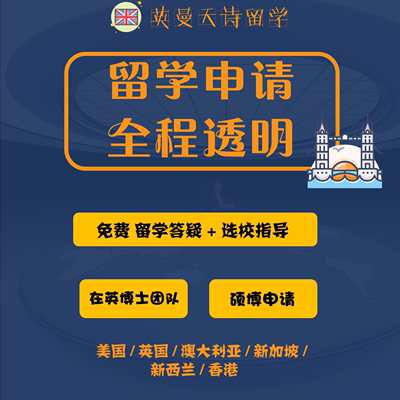 英曼天诗留学
留学申请
全程透明
免费 留学答疑 + 选校指导
在英博士团队
硕博申请
美国 / 英国 / 澳大利亚 / 新加坡 /
新西兰 / 香港